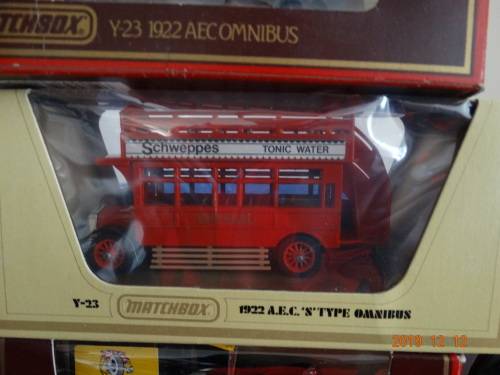 MATCHBOX Y-23 1922 AEC OMNIBUS
Schweppes TONIC WATER
Y-23 MATCHBOX 1922 A.E.C. 'S' TYPE OMNIBUS
2019 12 12